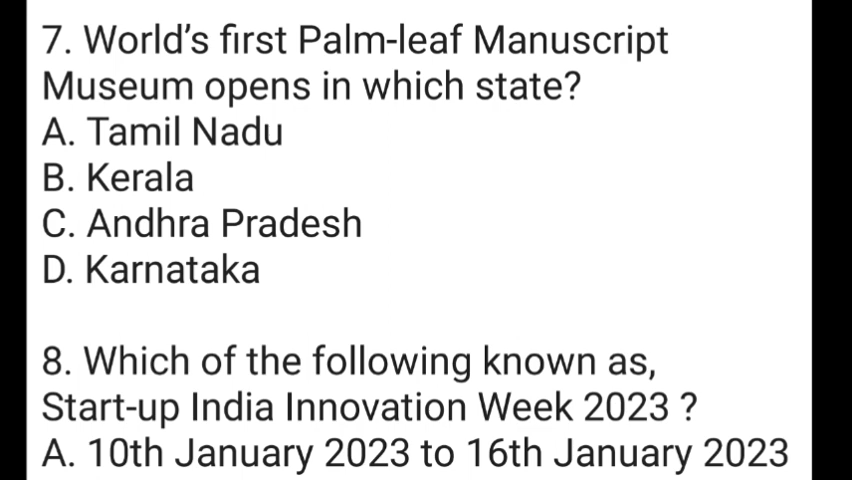 7. World’s first Palm-leaf Manuscript
Museum opens in which state?
A. Tamil Nadu
B. Kerala
C. Andhra Pradesh
D. Karnataka
8. Which of the following known as,
Start-up India Innovation Week 2023 ?
A. 10th January 2023 to 16th January 2023